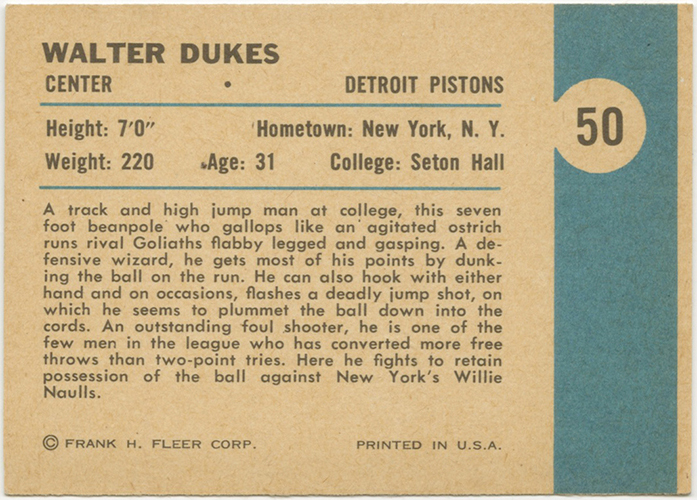 WALTER DUKES
CENTER • DETROIT PISTONS
50
Height: 7'0" Hometown: New York, N. Y.
Weight: 220 Age: 31 College: Seton Hall
A track and high jump man at college, this seven
foot beanpole who gallops like an agitated ostrich
runs rival Goliaths flabby legged and gasping. A de-
fensive wizard, he gets most of his points by dunk-
ing the ball on the run. He can also hook with either
hand and on occasions, flashes a deadly jump shot, on
which he seems to plummet the ball down into the
cords. An outstanding foul shooter, he is one of the
few men in the league who has converted more free
throws than two-point tries. Here he fights to retain
possession of the ball against New York's Willie
Naulls.
© FRANK H. FLEER CORP. PRINTED IN U.S.A.